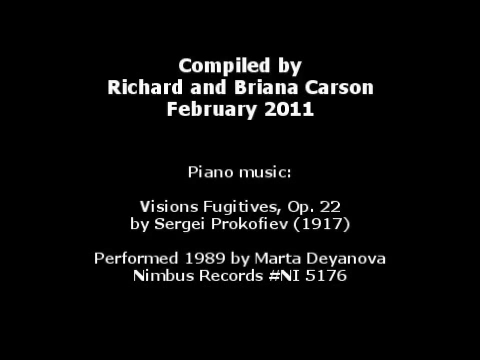 Compiled by
Richard and Briana Carson
February 2011
Piano music:
Visions Fugitives, Op. 22
by Sergei Prokofiev (1917)
Performed 1989 by Marta Deyanova
Nimbus Records #NI 5176